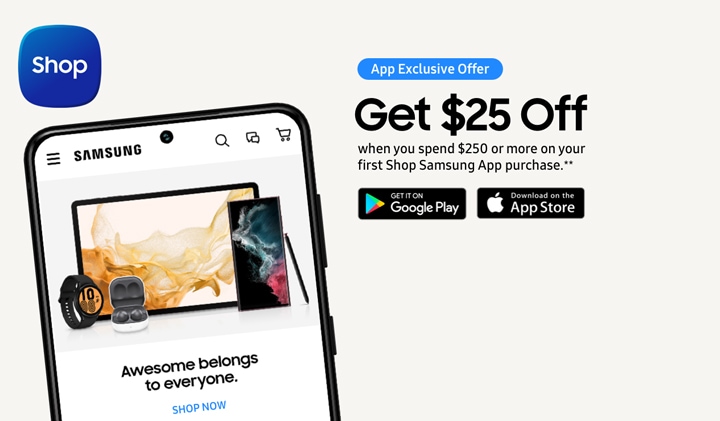 Shop
App Exclusive Offer
Get $25 Off
when you spend $250 or more on your
first Shop Samsung App purchase.**
GET IT ON
Google Play
Download on the
App Store
SAMSUNG
10
Awesome belongs
to everyone.
SHOP NOW